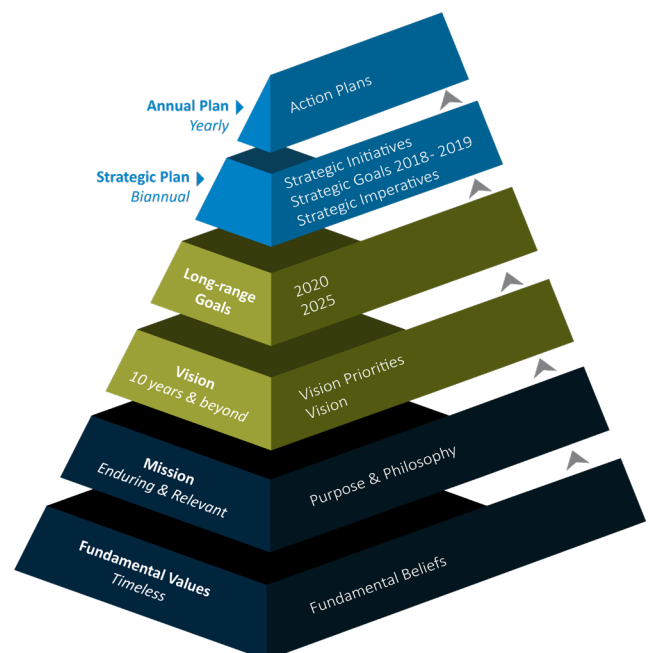 Annual Plan
Yearly
Action Plans
Strategic Plan
Biannual
Strategic Initiatives
Strategic Goals 2018- 2019
Strategic Imperatives
Long-range
Goals
2020
2025
Vision
10 years & beyond
Vision Priorities
Vision
Mission
Enduring & Relevant
Purpose & Philosophy
Fundamental Values
Timeless
Fundamental Beliefs